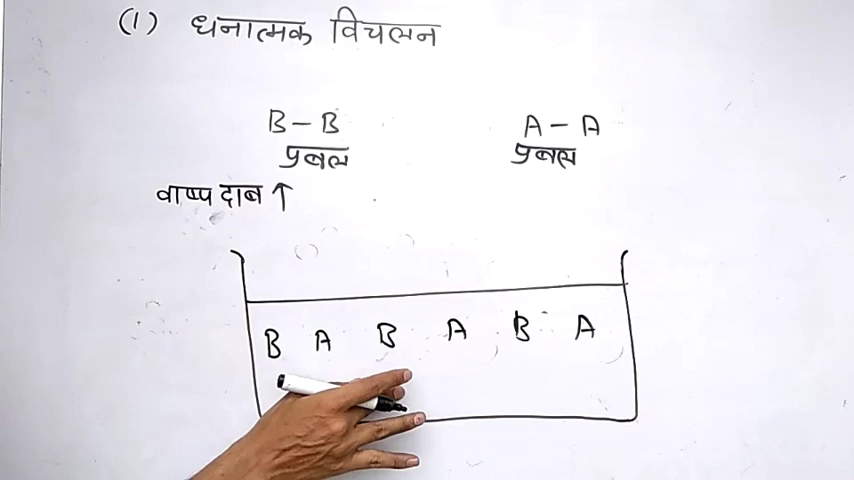 (1) धनात्मक विचलन
B - B A - A
प्रबल प्रबल
वाष्प दाब ↑
B A B A B A